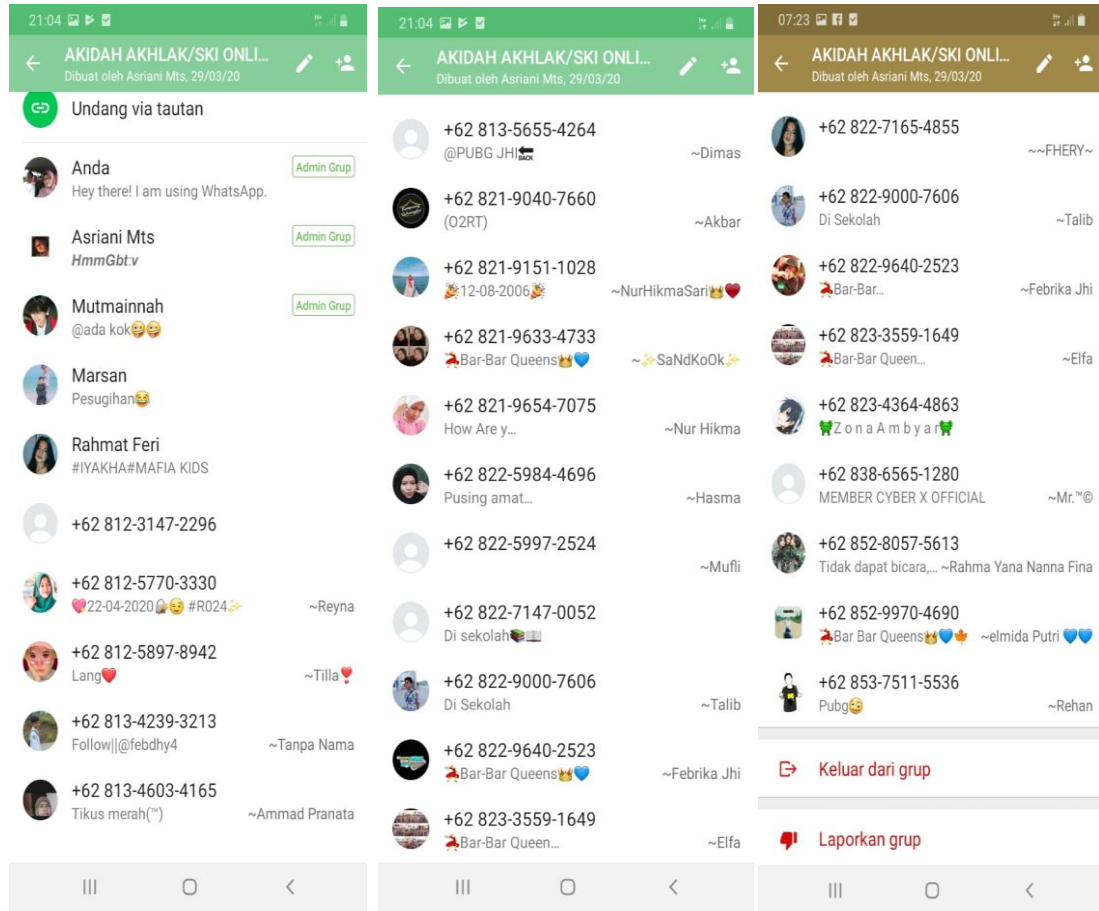 21:04
AKIDAH AKHLAK/SKI ONLI...
Dibuat oleh Asriani Mts, 29/03/20
Undang via tautan
Anda
Admin Grup
Hey there! I am using WhatsApp.
Asriani Mts
Admin Grup
HmmGbt:v
Mutmainnah
Admin Grup
@ada kok🤪🤪
Marsan
Pesugihan😂
Rahmat Feri
#IYAKHA#MAFIA KIDS
+62 812-3147-2296
+62 812-5770-3330
💖22-04-2020🔏😉 #R024✨ ~Reyna
+62 812-5897-8942
Lang❤️ ~Tilla❣️
+62 813-4239-3213
Follow||@febdhy4 ~Tanpa Nama
+62 813-4603-4165
Tikus merah(™) ~Ammad Pranata
21:04
AKIDAH AKHLAK/SKI ONLI...
Dibuat oleh Asriani Mts, 29/03/20
+62 813-5655-4264
@PUBG JHI🔙 ~Dimas
+62 821-9040-7660
(O2RT) ~Akbar
+62 821-9151-1028
🎉12-08-2006🎉 ~NurHikmaSari👑❤️
+62 821-9633-4733
💃Bar-Bar Queens👑💙 ~✨SaNdKoOk✨
+62 821-9654-7075
How Are y... ~Nur Hikma
+62 822-5984-4696
Pusing amat... ~Hasma
+62 822-5997-2524
~Mufli
+62 822-7147-0052
Di sekolah📚📖
+62 822-9000-7606
Di Sekolah ~Talib
+62 822-9640-2523
💃Bar-Bar Queens👑💙 ~Febrika Jhi
+62 823-3559-1649
💃Bar-Bar Queen... ~Elfa
07:23
AKIDAH AKHLAK/SKI ONLI...
Dibuat oleh Asriani Mts, 29/03/20
+62 822-7165-4855
~~FHERY~
+62 822-9000-7606
Di Sekolah ~Talib
+62 822-9640-2523
💃Bar-Bar... ~Febrika Jhi
+62 823-3559-1649
💃Bar-Bar Queen... ~Elfa
+62 823-4364-4863
🐸Z o n a A m b y a r🐸
+62 838-6565-1280
MEMBER CYBER X OFFICIAL ~Mr.™©
+62 852-8057-5613
Tidak dapat bicara,... ~Rahma Yana Nanna Fina
+62 852-9970-4690
💃Bar Bar Queens👑💙🍁 ~elmida Putri 💙💙
+62 853-7511-5536
Pubg😉 ~Rehan
Keluar dari grup
Laporkan grup